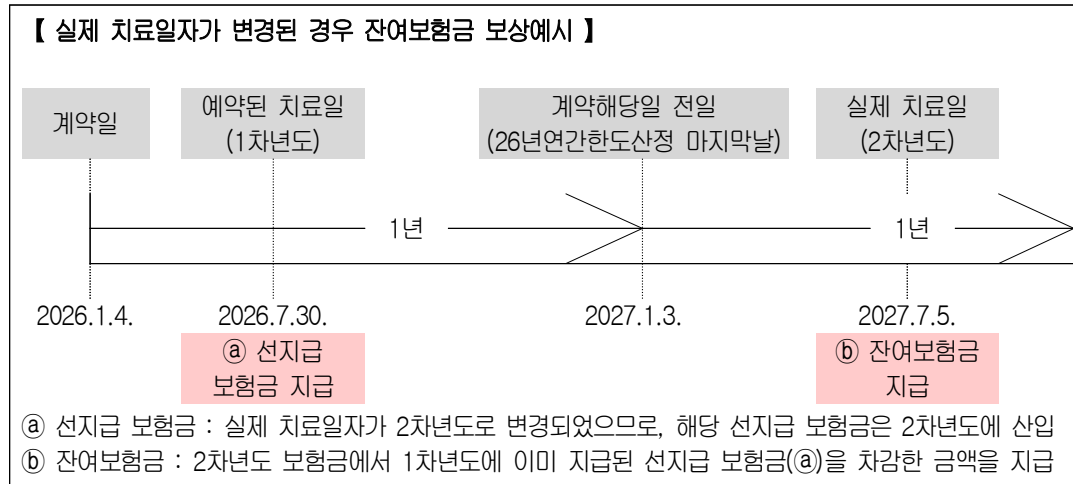 【 실제 치료일자가 변경된 경우 잔여보험금 보상예시 】
계약일
예약된 치료일
(1차년도)
계약해당일 전일
(26년연간한도산정 마지막날)
실제 치료일
(2차년도)
1년
1년
2026.1.4.
2026.7.30.
2027.1.3.
2027.7.5.
ⓐ 선지급
보험금 지급
ⓑ 잔여보험금
지급
ⓐ 선지급 보험금 : 실제 치료일자가 2차년도로 변경되었으므로, 해당 선지급 보험금은 2차년도에 산입
ⓑ 잔여보험금 : 2차년도 보험금에서 1차년도에 이미 지급된 선지급 보험금(ⓐ)을 차감한 금액을 지급